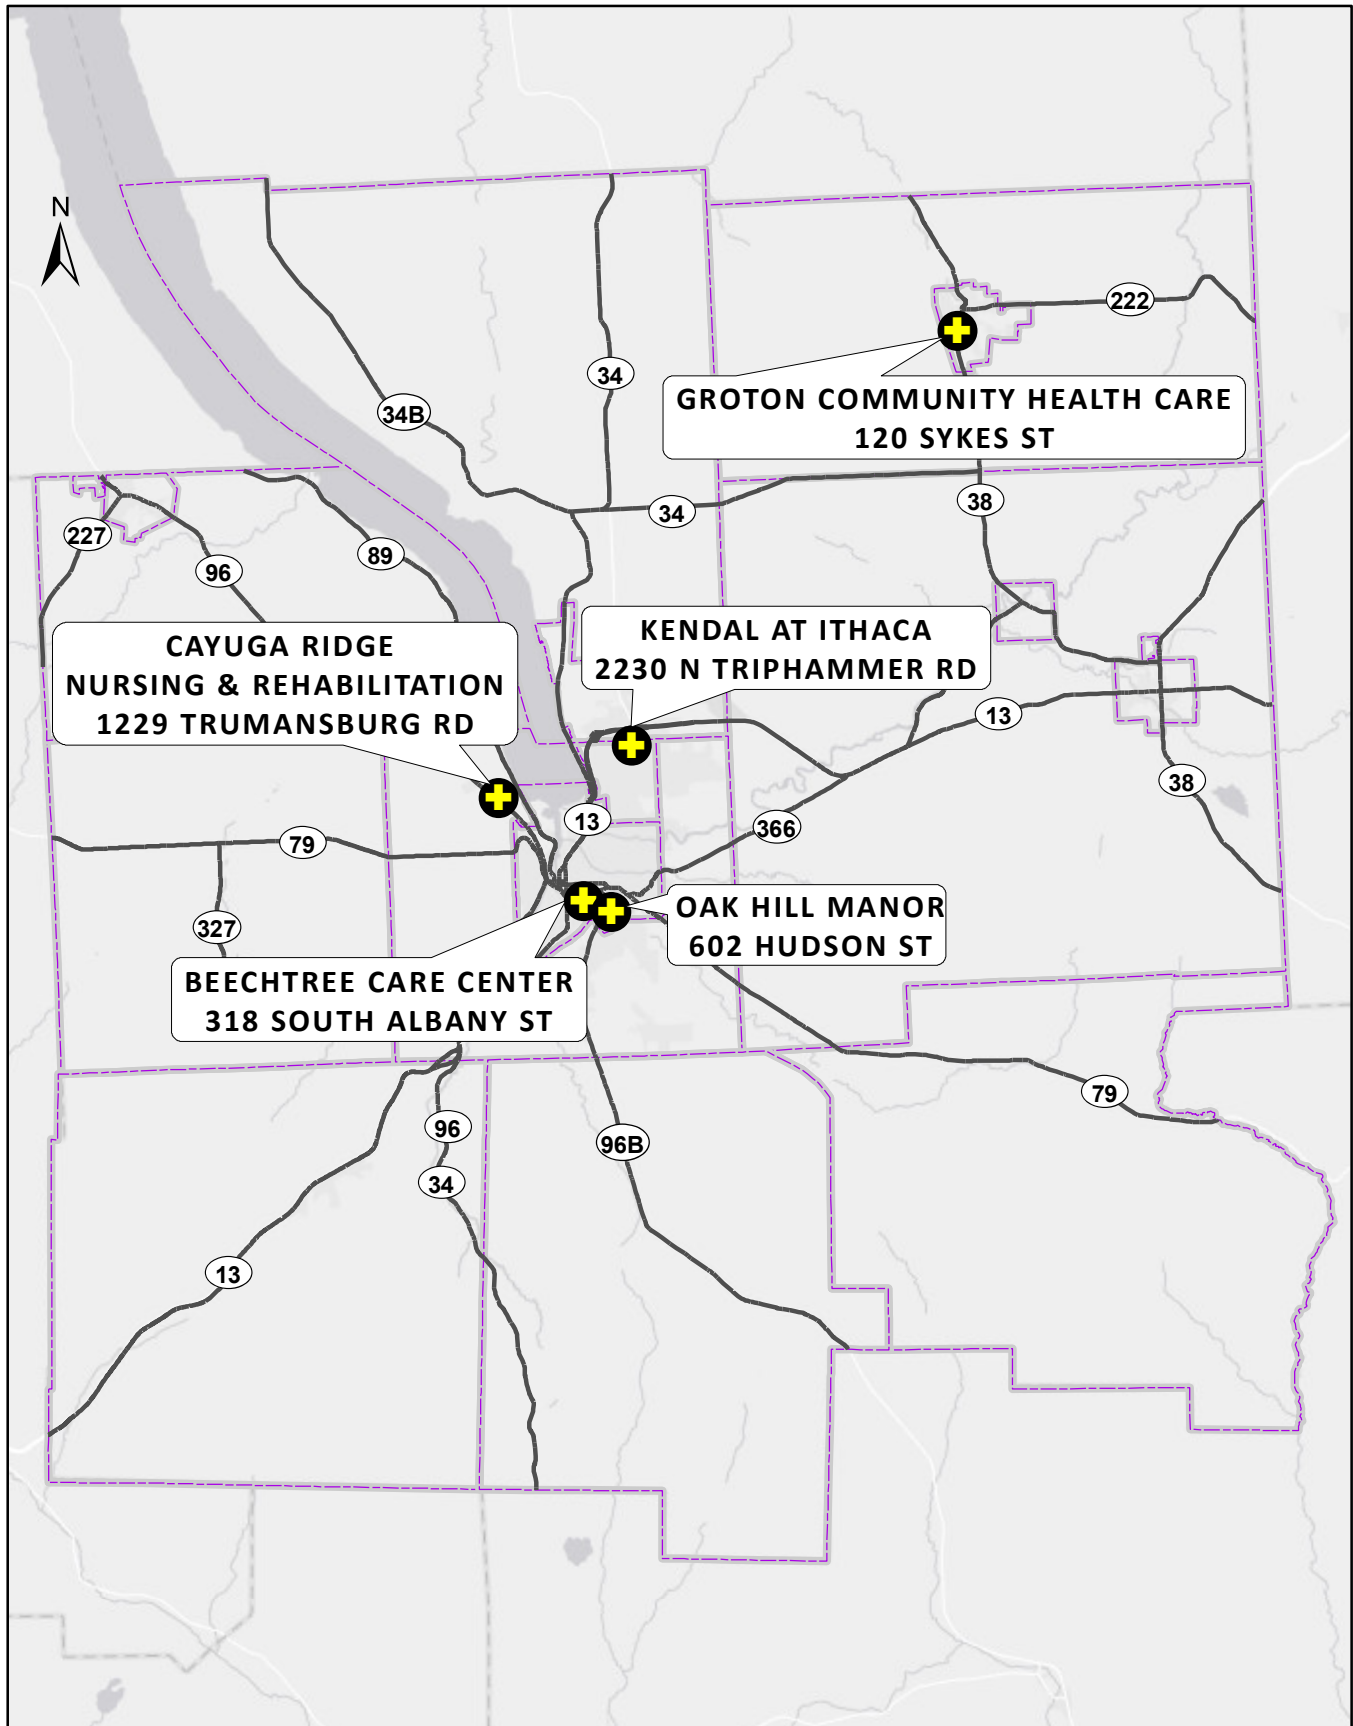 N
222
34
34B
GROTON COMMUNITY HEALTH CARE
120 SYKES ST
38
34
227
89
96
CAYUGA RIDGE
NURSING & REHABILITATION
1229 TRUMANSBURG RD
KENDAL AT ITHACA
2230 N TRIPHAMMER RD
13
38
13
366
79
327
OAK HILL MANOR
602 HUDSON ST
BEECHTREE CARE CENTER
318 SOUTH ALBANY ST
79
96
96B
34
13